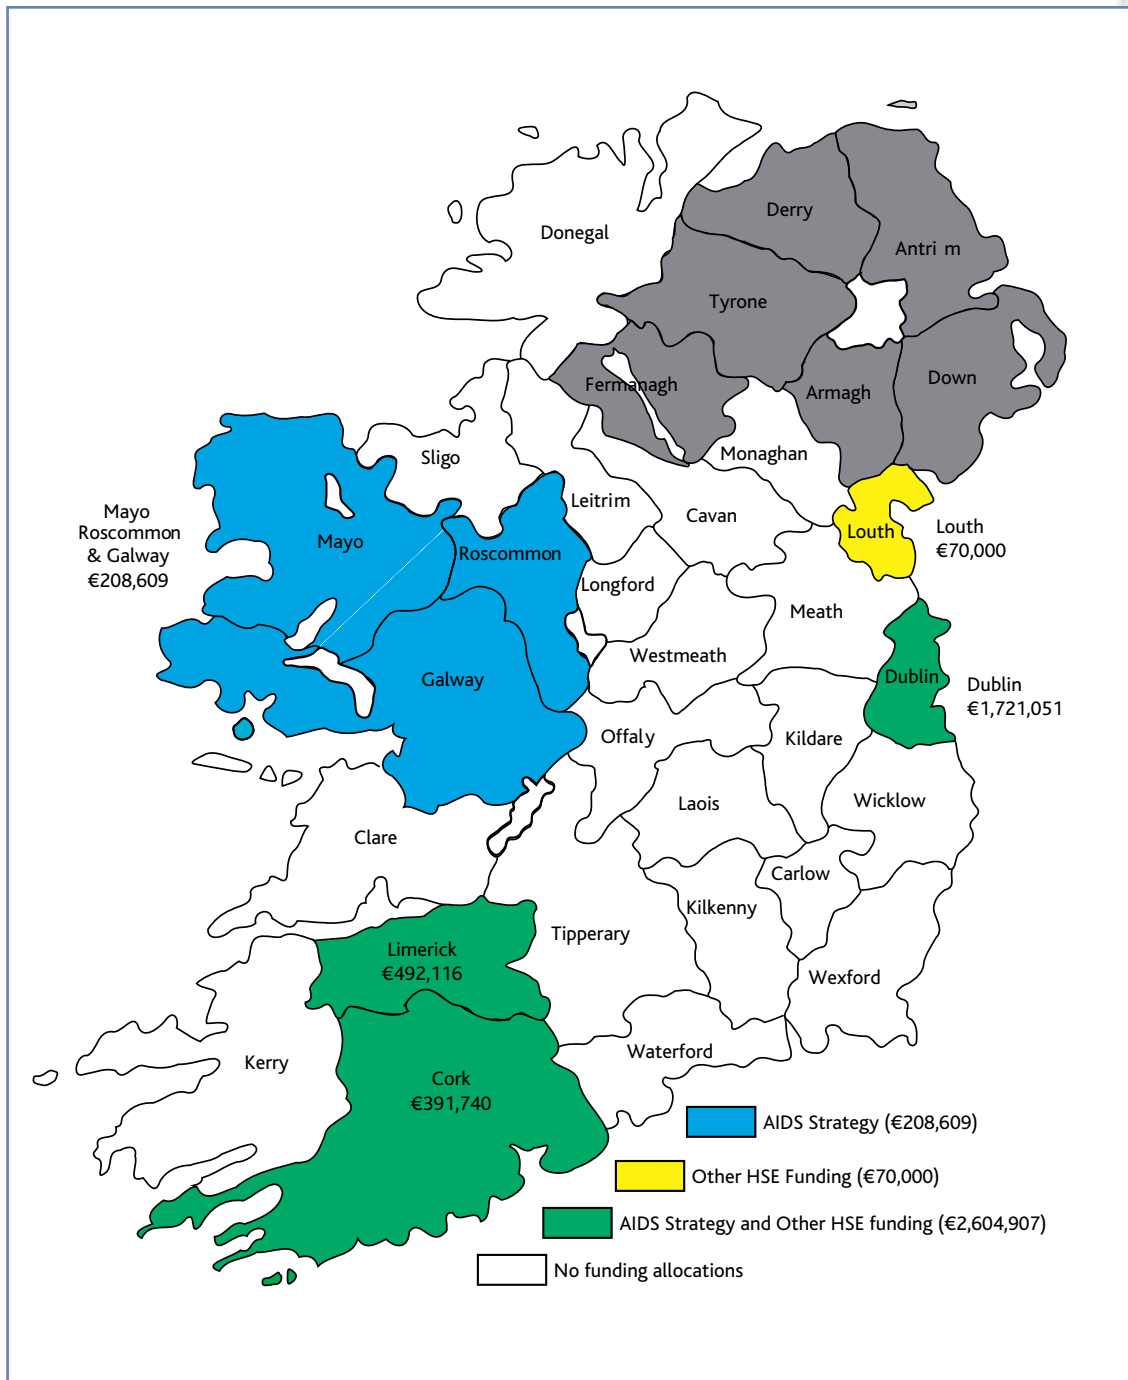 Derry
Antri m
Donegal
Tyrone
Fermanagh
Down
Armagh
Monaghan
Sligo
Leitrim
Cavan
Mayo
Roscommon
& Galway
€208,609
Mayo
Roscommon
Louth
Louth
€70,000
Longford
Meath
Westmeath
Galway
Dublin
Dublin
€1,721,051
Offaly
Kildare
Laois
Wicklow
Clare
Carlow
Kilkenny
Tipperary
Limerick
€492,116
Wexford
Waterford
Kerry
Cork
€391,740
AIDS Strategy (€208,609)
Other HSE Funding (€70,000)
AIDS Strategy and Other HSE funding (€2,604,907)
No funding allocations